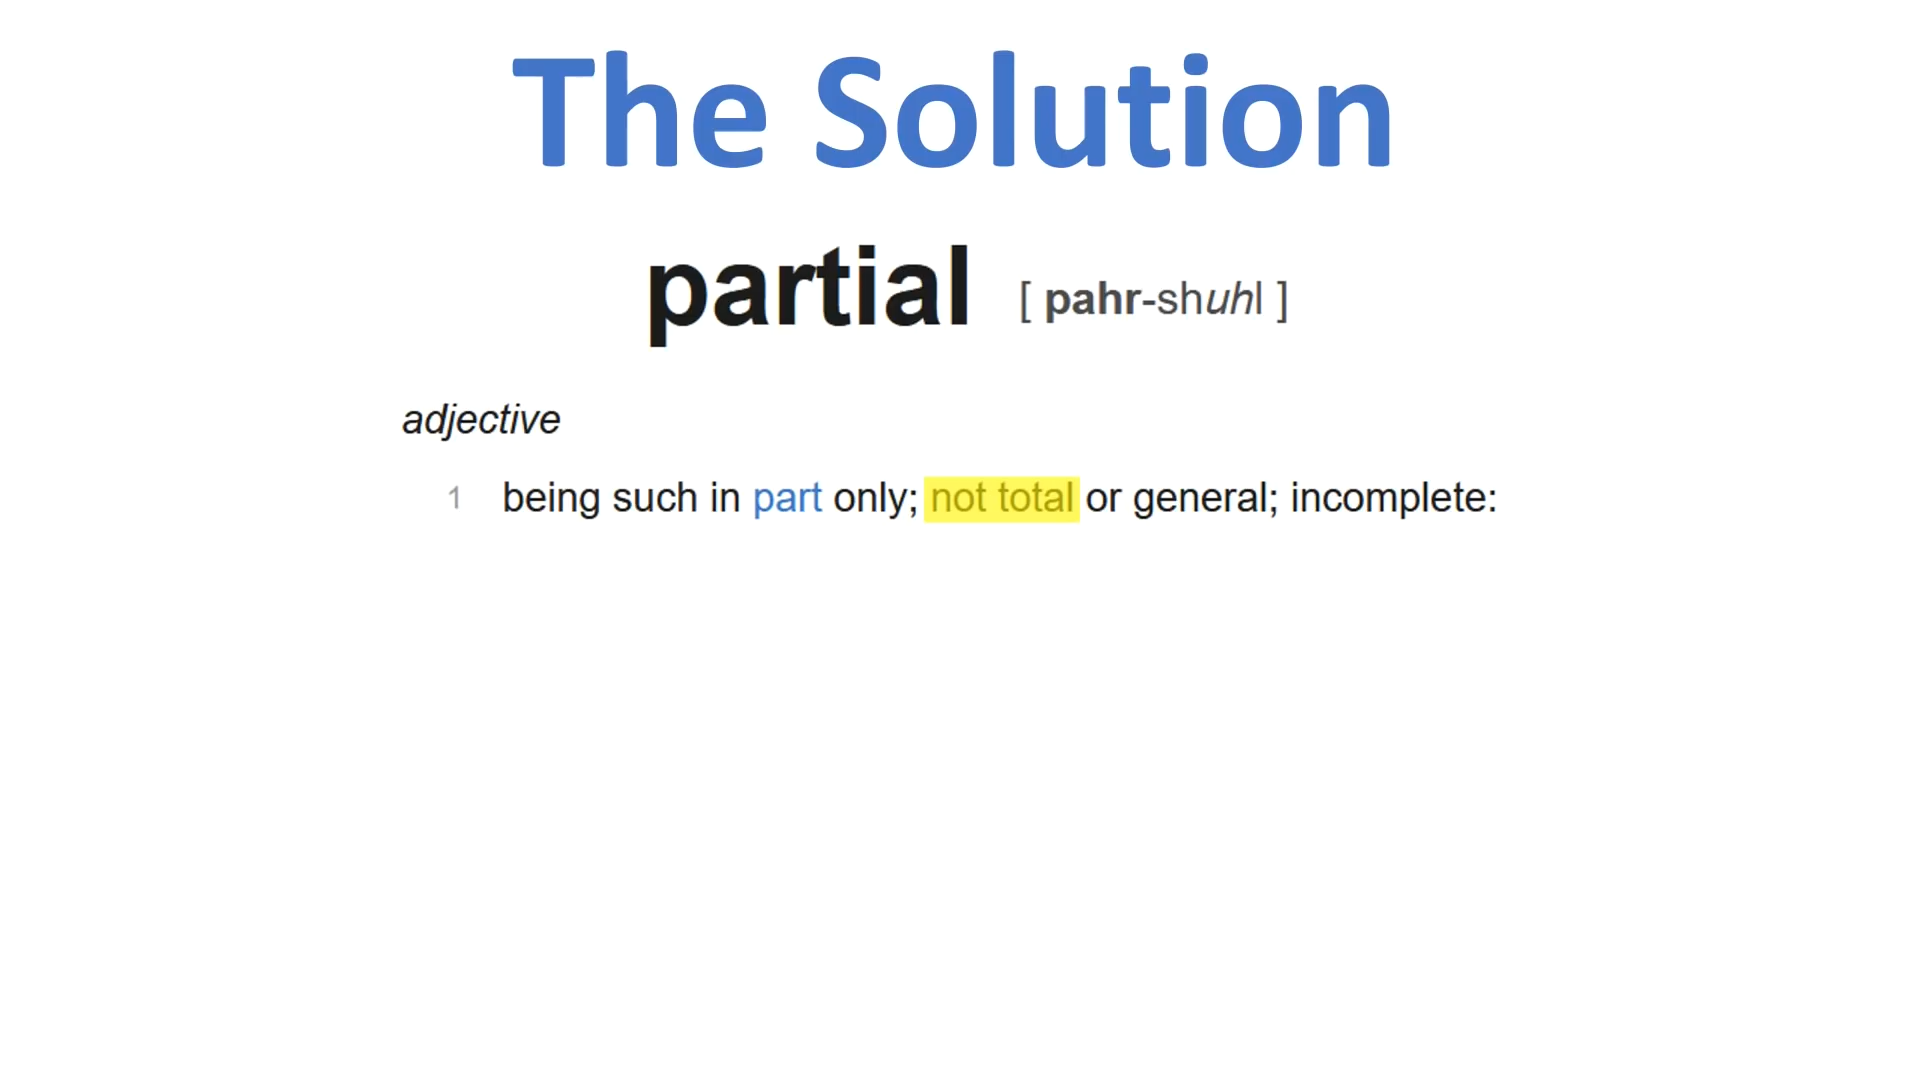 The Solution
partial [ pahr-shuhl ]
adjective
1 being such in part only; not total or general; incomplete: